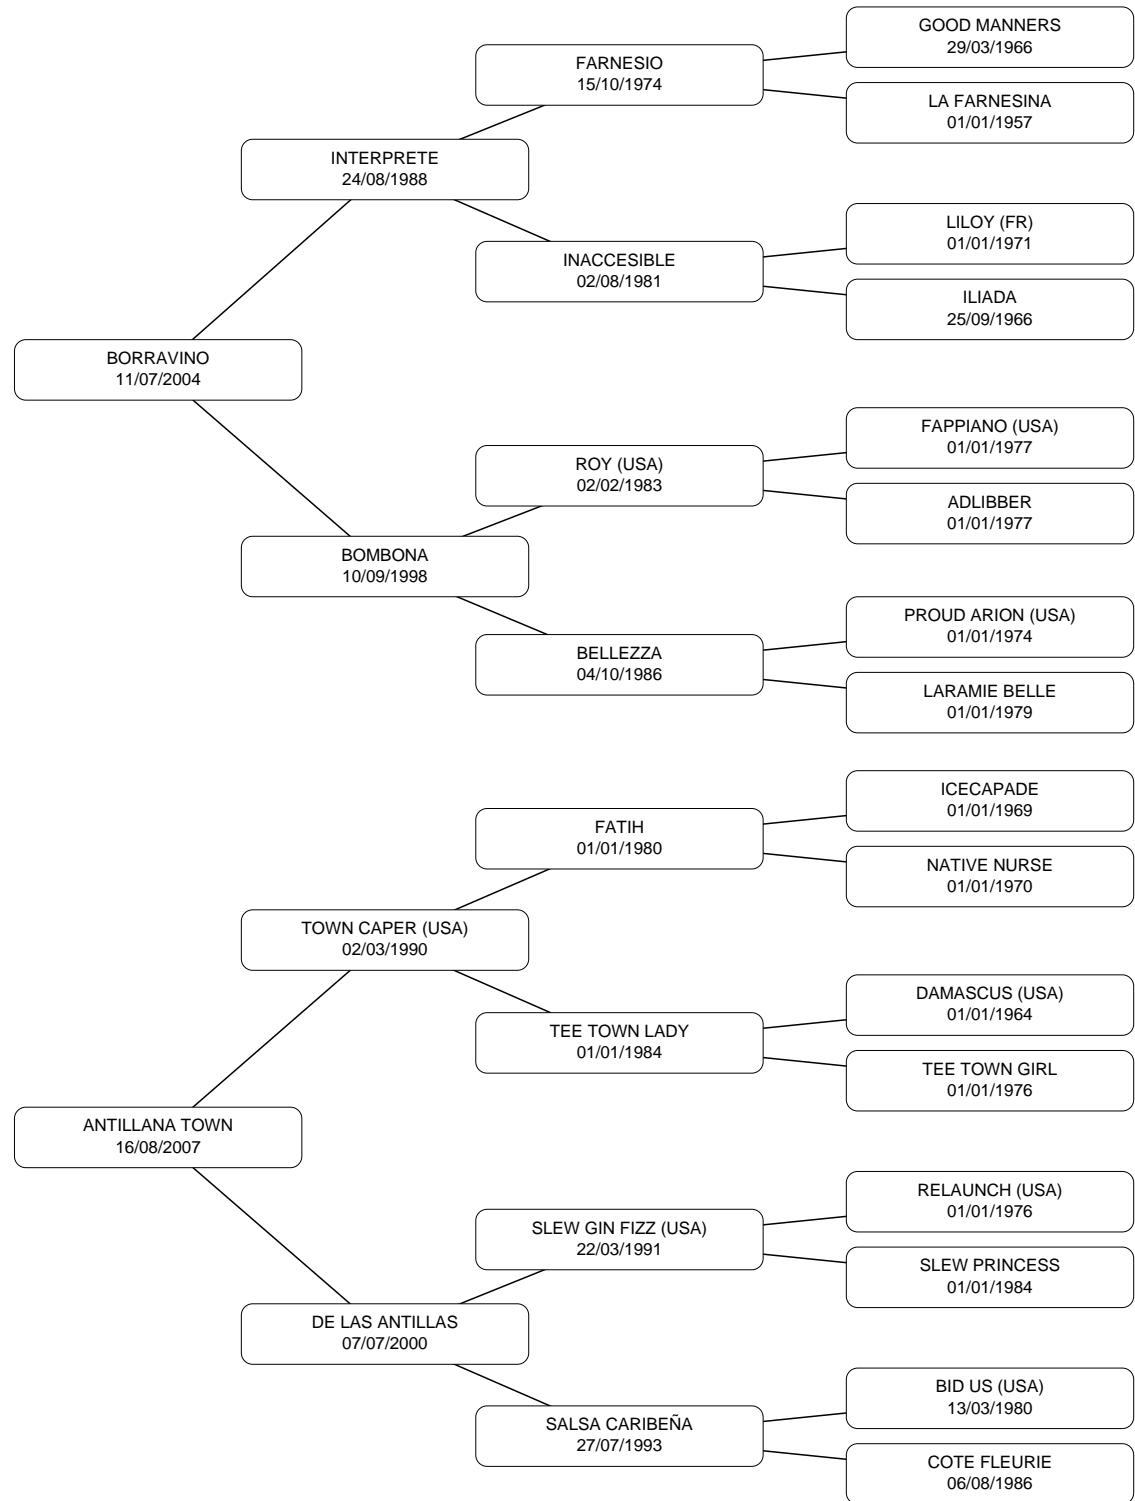 GOOD MANNERS
29/03/1966
FARNESIO
15/10/1974
LA FARNESINA
01/01/1957
INTERPRETE
24/08/1988
LILOY (FR)
01/01/1971
INACCESIBLE
02/08/1981
ILIADA
25/09/1966
BORRAVINO
11/07/2004
FAPPIANO (USA)
01/01/1977
ROY (USA)
02/02/1983
ADLIBBER
01/01/1977
BOMBONA
10/09/1998
PROUD ARION (USA)
01/01/1974
BELLEZZA
04/10/1986
LARAMIE BELLE
01/01/1979
ICECAPADE
01/01/1969
FATIH
01/01/1980
NATIVE NURSE
01/01/1970
TOWN CAPER (USA)
02/03/1990
DAMASCUS (USA)
01/01/1964
TEE TOWN LADY
01/01/1984
TEE TOWN GIRL
01/01/1976
ANTILLANA TOWN
16/08/2007
RELAUNCH (USA)
01/01/1976
SLEW GIN FIZZ (USA)
22/03/1991
SLEW PRINCESS
01/01/1984
DE LAS ANTILLAS
07/07/2000
BID US (USA)
13/03/1980
SALSA CARIBEÑA
27/07/1993
COTE FLEURIE
06/08/1986